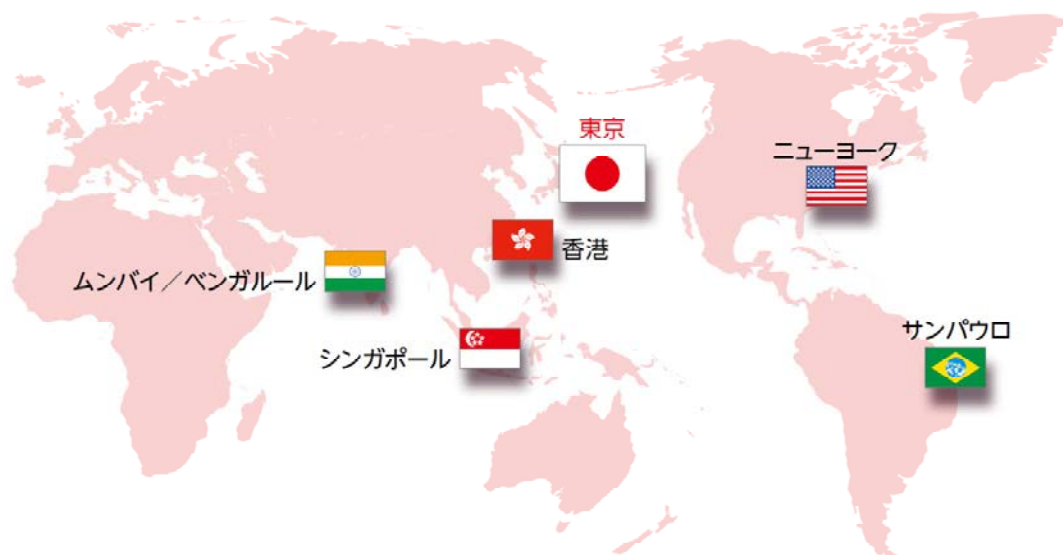 東京
ニューヨーク
香港
ムンバイ／ベンガルール
サンパウロ
シンガポール